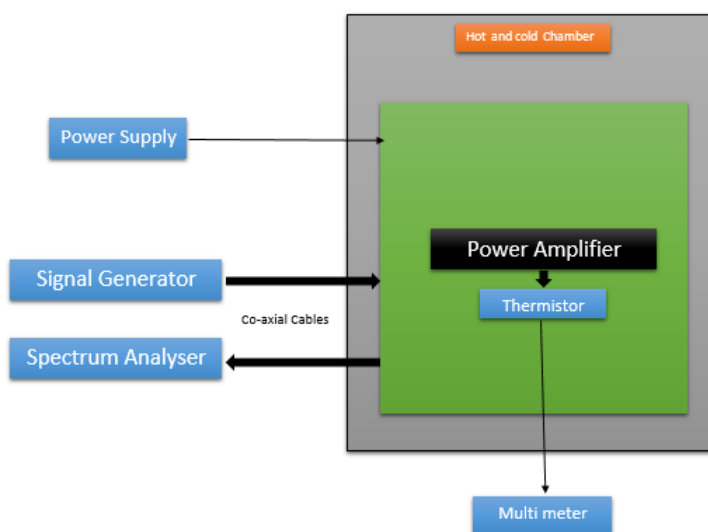 Hot and cold Chamber
Power Supply
Power Amplifier
Signal Generator
Thermistor
Co-axial Cables
Spectrum Analyser
Multi meter